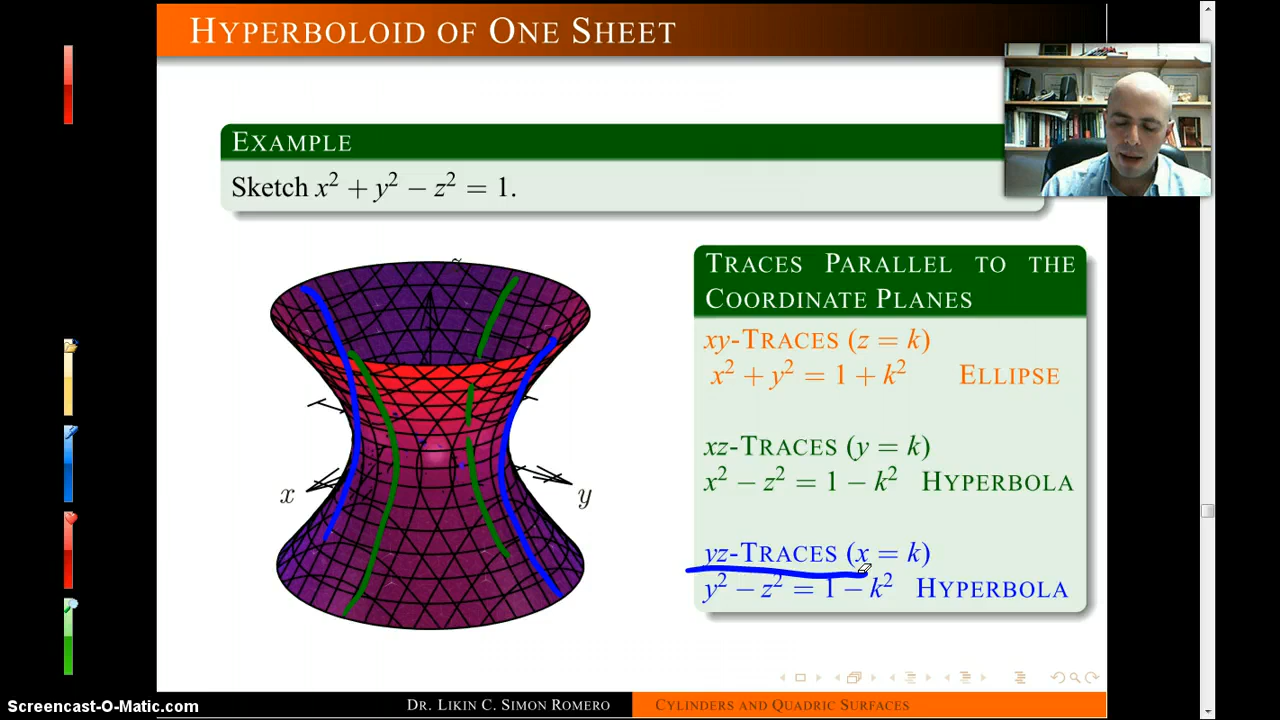 HYPERBOLOID OF ONE SHEET
EXAMPLE
Sketch x² + y² − z² = 1.
z
x
y
TRACES PARALLEL TO THE
COORDINATE PLANES
xy-TRACES (z = k)
x² + y² = 1 + k² ELLIPSE
xz-TRACES (y = k)
x² − z² = 1 − k² HYPERBOLA
yz-TRACES (x = k)
y² − z² = 1 − k² HYPERBOLA
DR. LIKIN C. SIMON ROMERO
CYLINDERS AND QUADRIC SURFACES
Screencast-O-Matic.com